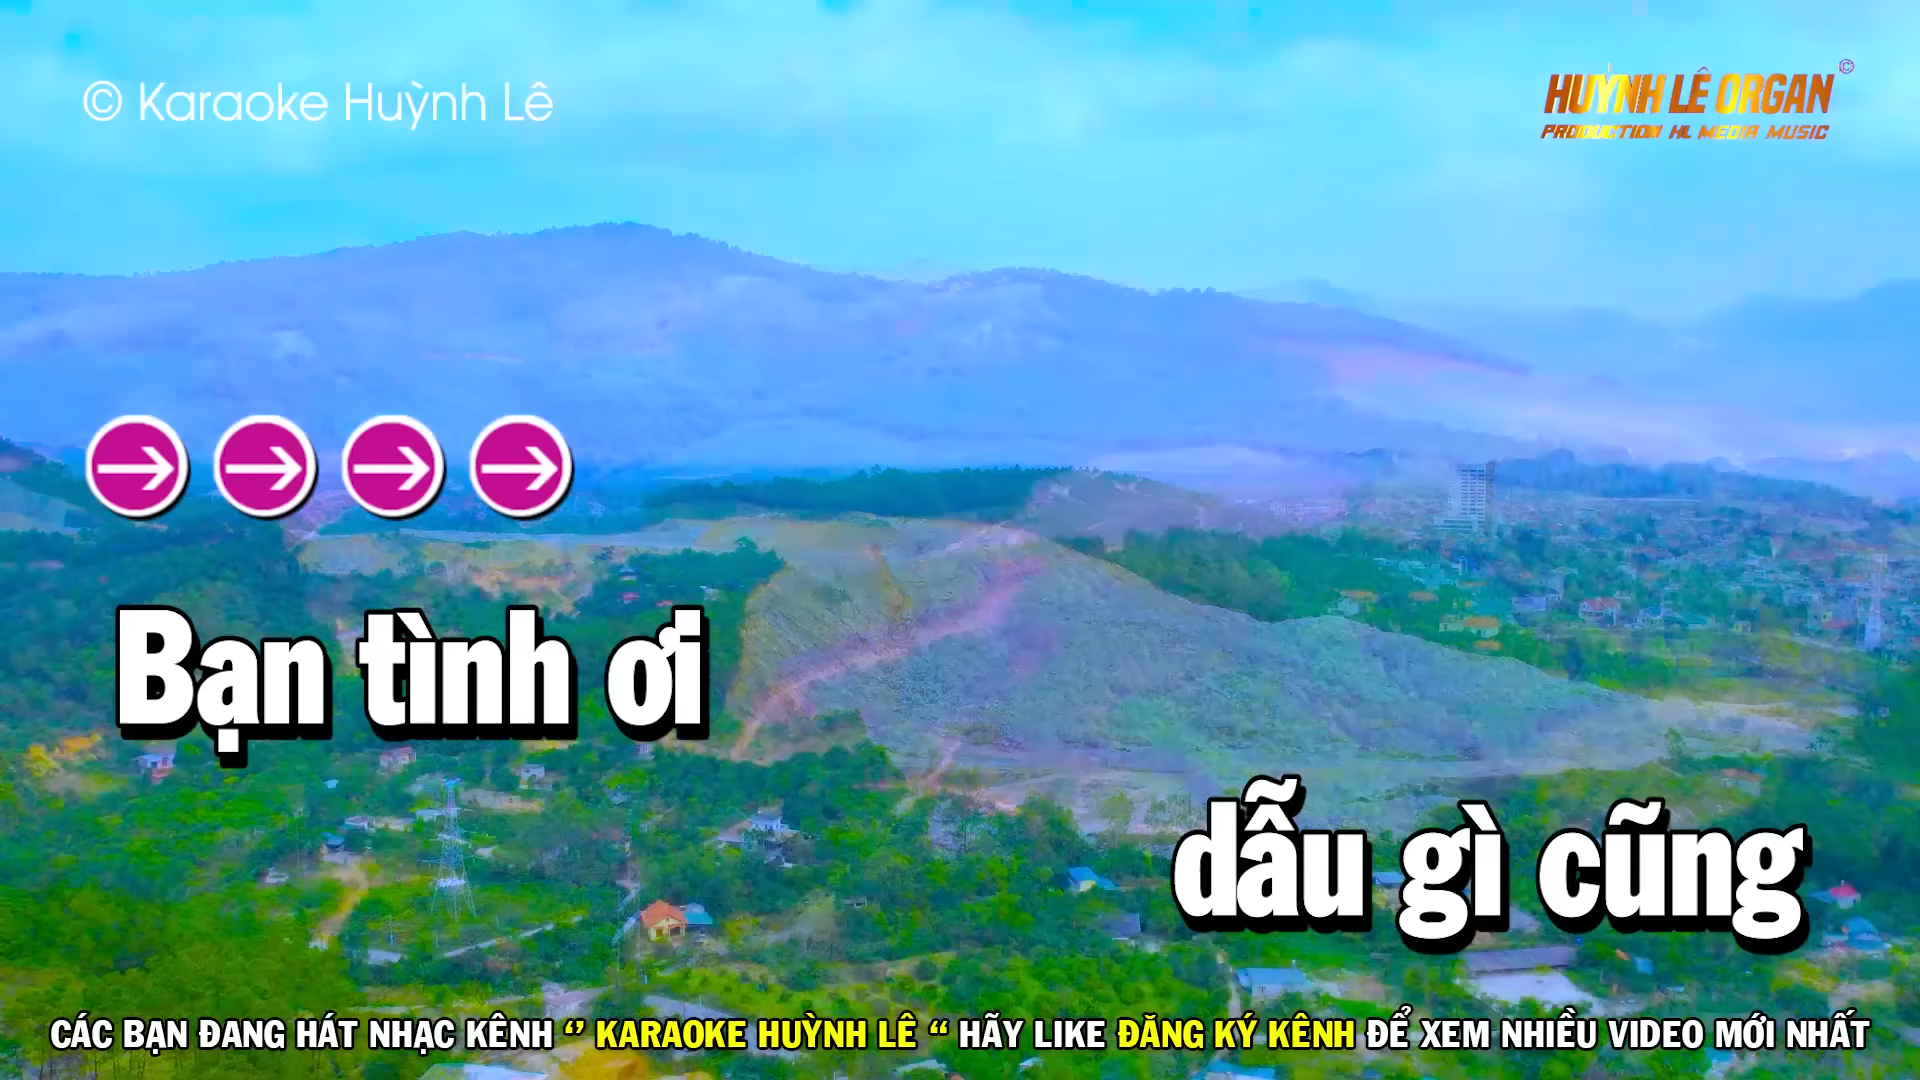 © Karaoke Huỳnh Lê
HUỲNH LÊ ORGAN ©
PRODUCTION HL MEDIA MUSIC
Bạn tình ơi
dẫu gì cũng
CÁC BẠN ĐANG HÁT NHẠC KÊNH ‘’ KARAOKE HUỲNH LÊ “ HÃY LIKE ĐĂNG KÝ KÊNH ĐỂ XEM NHIỀU VIDEO MỚI NHẤT